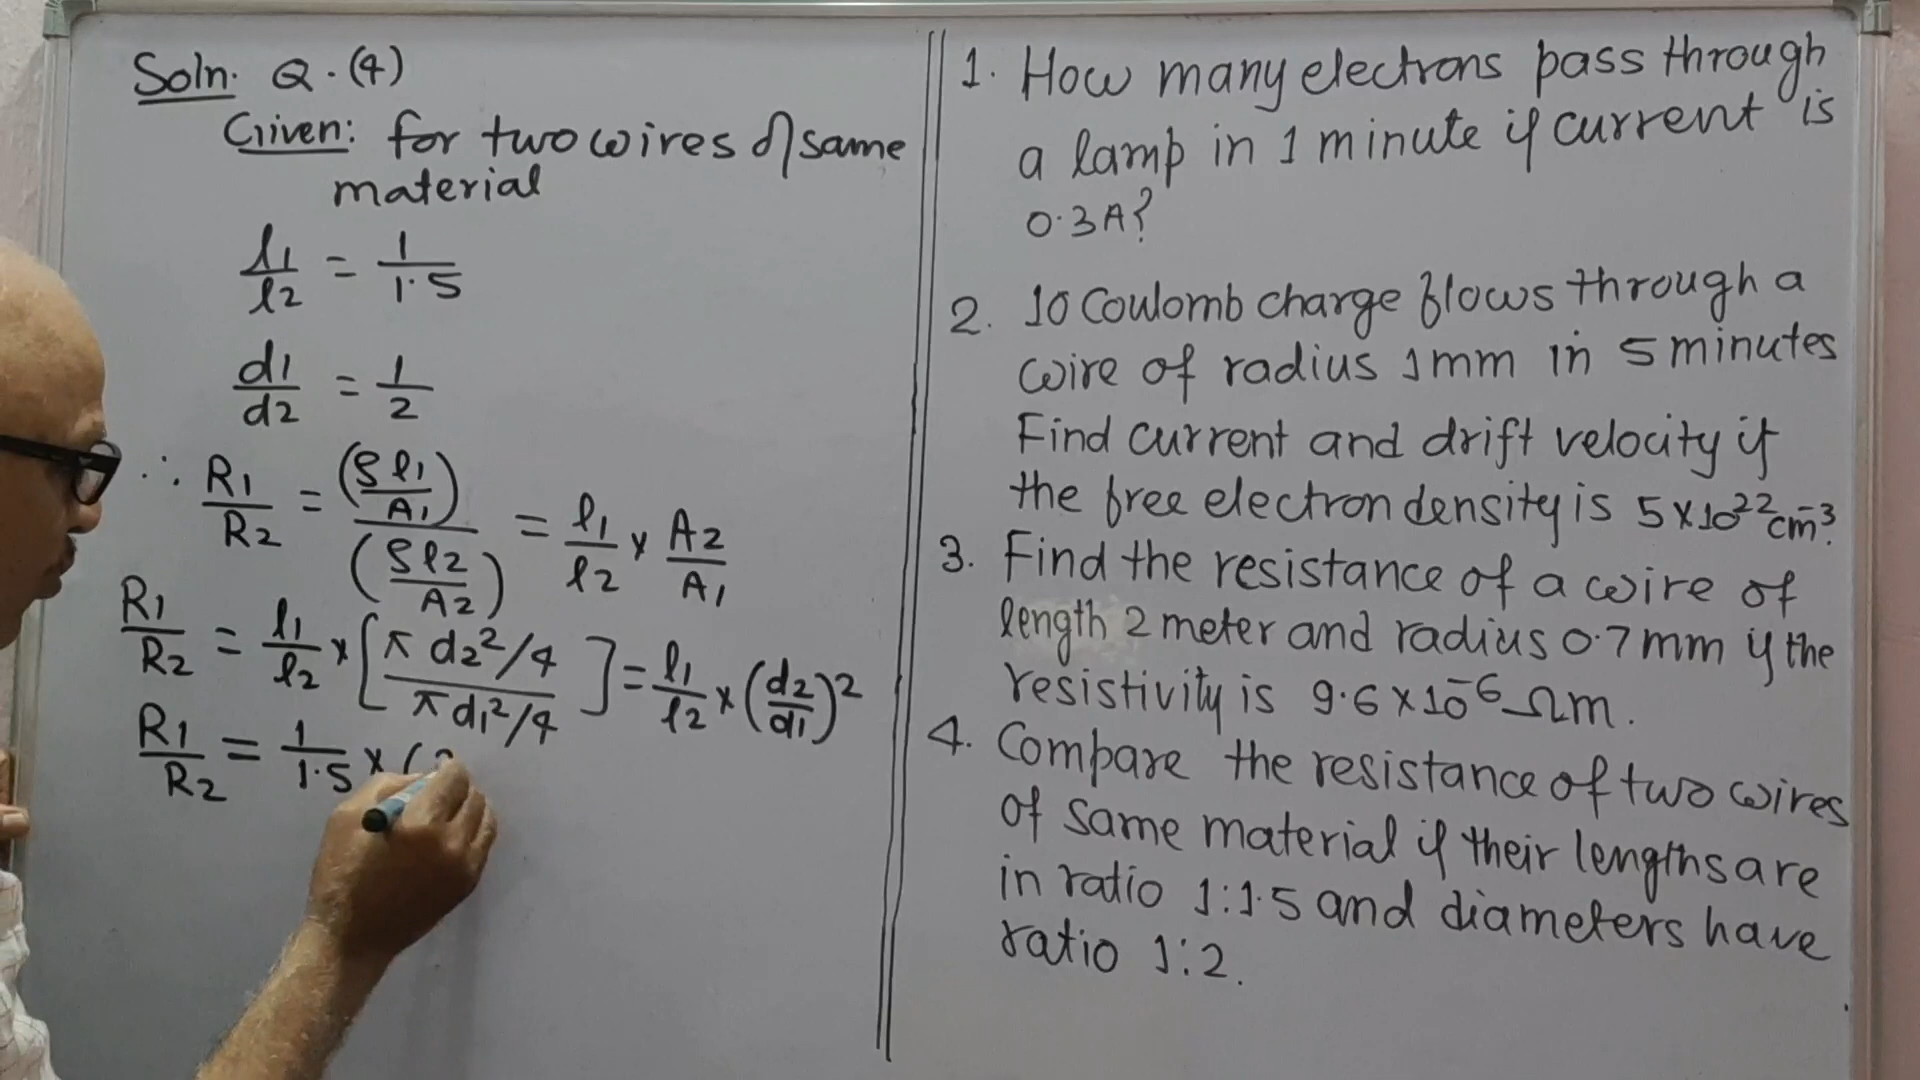 Soln. Q.(4)
Given: for two wires of same
material
l1/l2 = 1/1.5
d1/d2 = 1/2
∴ R1/R2 = (ρl1/A1)/(ρl2/A2) = l1/l2 × A2/A1
R1/R2 = l1/l2 × [π d2²/4 / π d1²/4] = l1/l2 × (d2/d1)²
R1/R2 = 1/1.5 × (
1. How many electrons pass through
a lamp in 1 minute if current is
0.3A?
2. 10 Coulomb charge flows through a
wire of radius 1mm in 5 minutes
Find current and drift velocity if
the free electron density is 5×10²² cm⁻³.
3. Find the resistance of a wire of
length 2 meter and radius 0.7mm if the
resistivity is 9.6×10⁻⁶ Ωm.
4. Compare the resistance of two wires
of same material if their lengths are
in ratio 1:1.5 and diameters have
ratio 1:2.